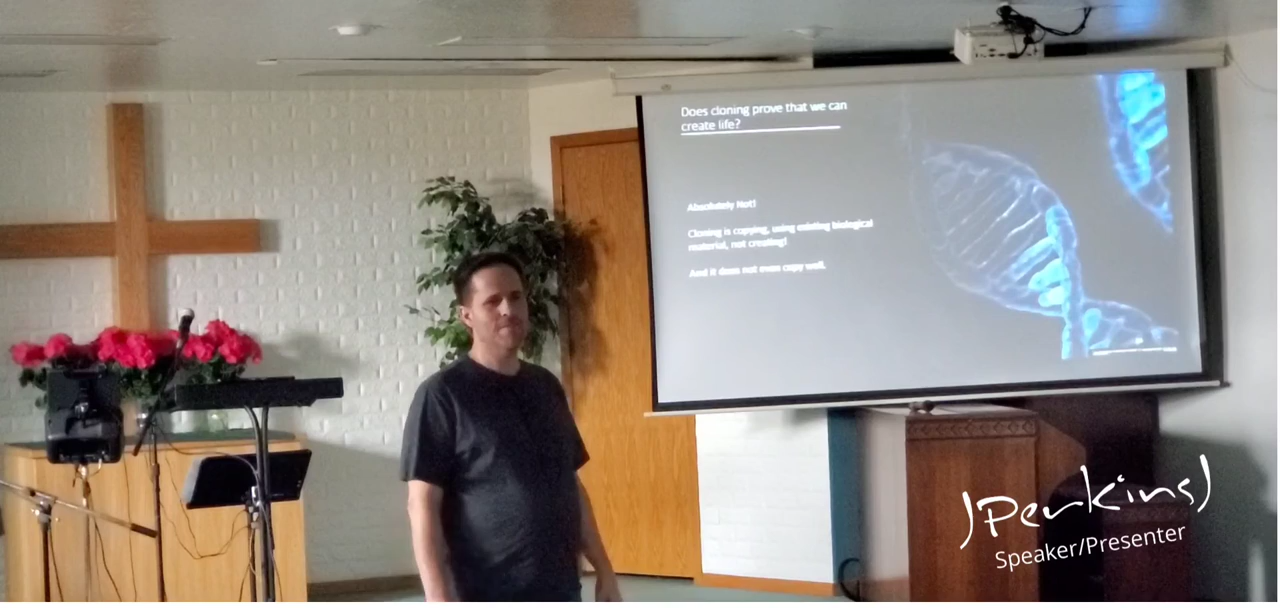 Does cloning prove that we can
create life?
Absolutely Not!
Cloning is copying, using existing biological
material, not creating!
And it does not even copy well.
JPerkins
Speaker/Presenter